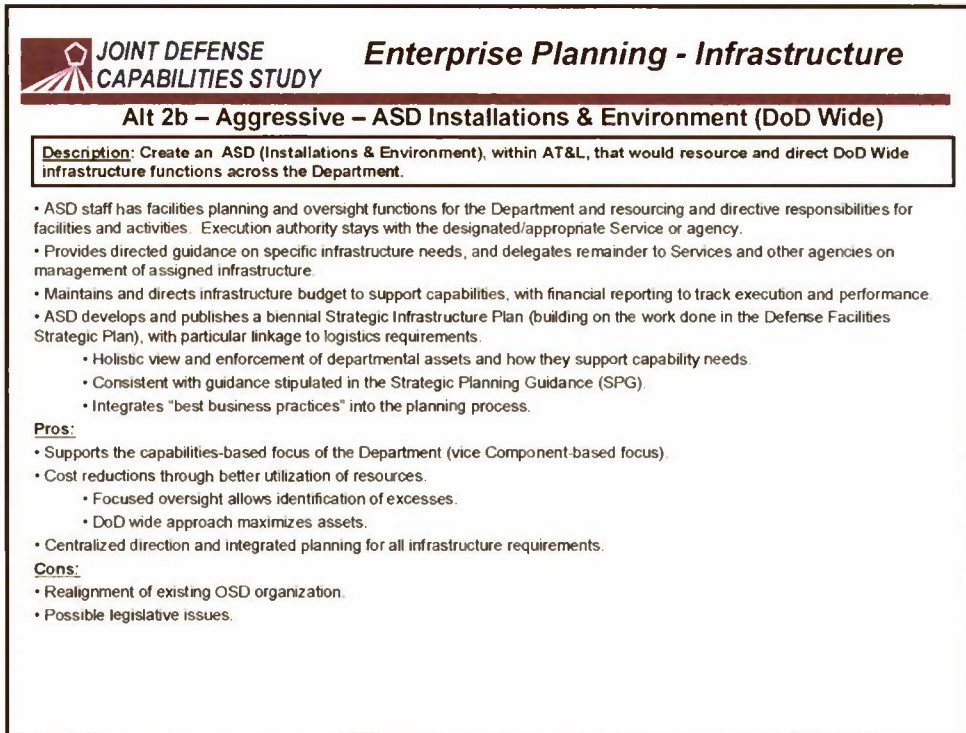 JOINT DEFENSE
CAPABILITIES STUDY
Enterprise Planning - Infrastructure
Alt 2b – Aggressive – ASD Installations & Environment (DoD Wide)
Description: Create an ASD (Installations & Environment), within AT&L, that would resource and direct DoD Wide
infrastructure functions across the Department.
• ASD staff has facilities planning and oversight functions for the Department and resourcing and directive responsibilities for
facilities and activities. Execution authority stays with the designated/appropriate Service or agency.
• Provides directed guidance on specific infrastructure needs, and delegates remainder to Services and other agencies on
management of assigned infrastructure.
• Maintains and directs infrastructure budget to support capabilities, with financial reporting to track execution and performance.
• ASD develops and publishes a biennial Strategic Infrastructure Plan (building on the work done in the Defense Facilities
Strategic Plan), with particular linkage to logistics requirements.
• Holistic view and enforcement of departmental assets and how they support capability needs.
• Consistent with guidance stipulated in the Strategic Planning Guidance (SPG).
• Integrates "best business practices" into the planning process.
Pros:
• Supports the capabilities-based focus of the Department (vice Component-based focus).
• Cost reductions through better utilization of resources.
• Focused oversight allows identification of excesses.
• DoD wide approach maximizes assets.
• Centralized direction and integrated planning for all infrastructure requirements.
Cons:
• Realignment of existing OSD organization.
• Possible legislative issues.